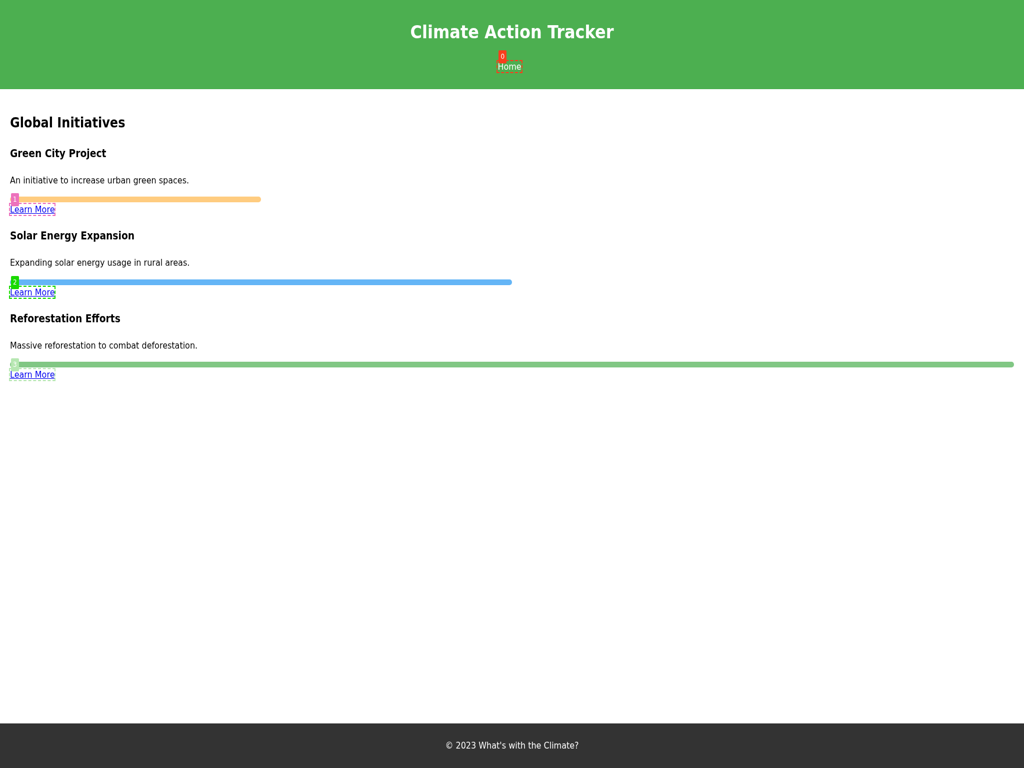 Climate Action Tracker
0
Home
Global Initiatives
Green City Project
An initiative to increase urban green spaces.
1
Learn More
Solar Energy Expansion
Expanding solar energy usage in rural areas.
2
Learn More
Reforestation Efforts
Massive reforestation to combat deforestation.
Learn More
© 2023 What's with the Climate?